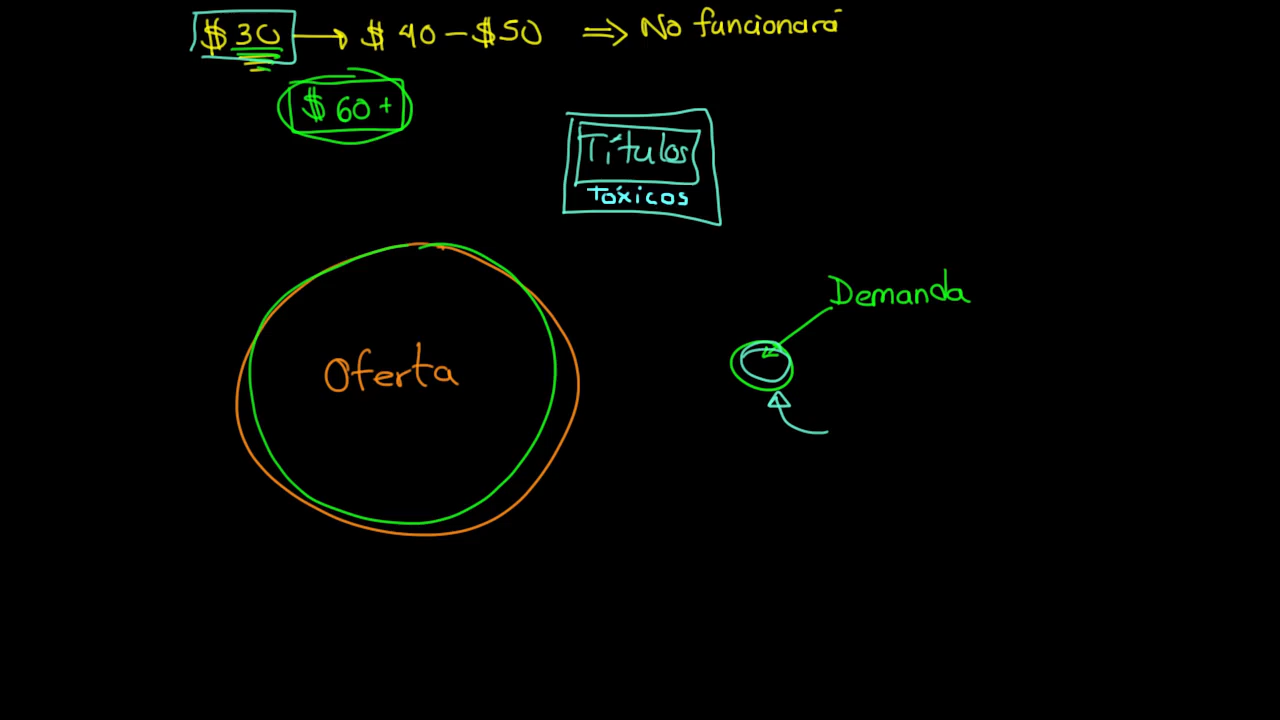 $ 30 → $ 40 - $50 ⇒ No funcionará
$ 60 +
Títulos
tóxicos
Demanda
Oferta